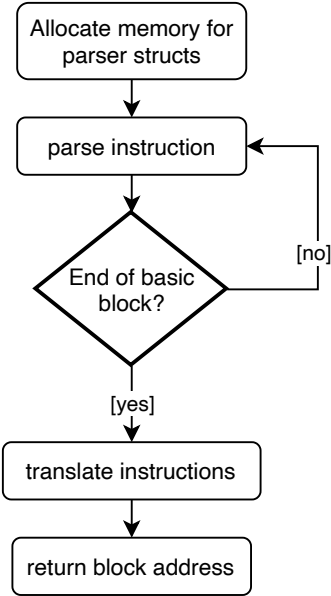 Allocate memory for
parser structs
parse instruction
End of basic
block?
[no]
[yes]
translate instructions
return block address